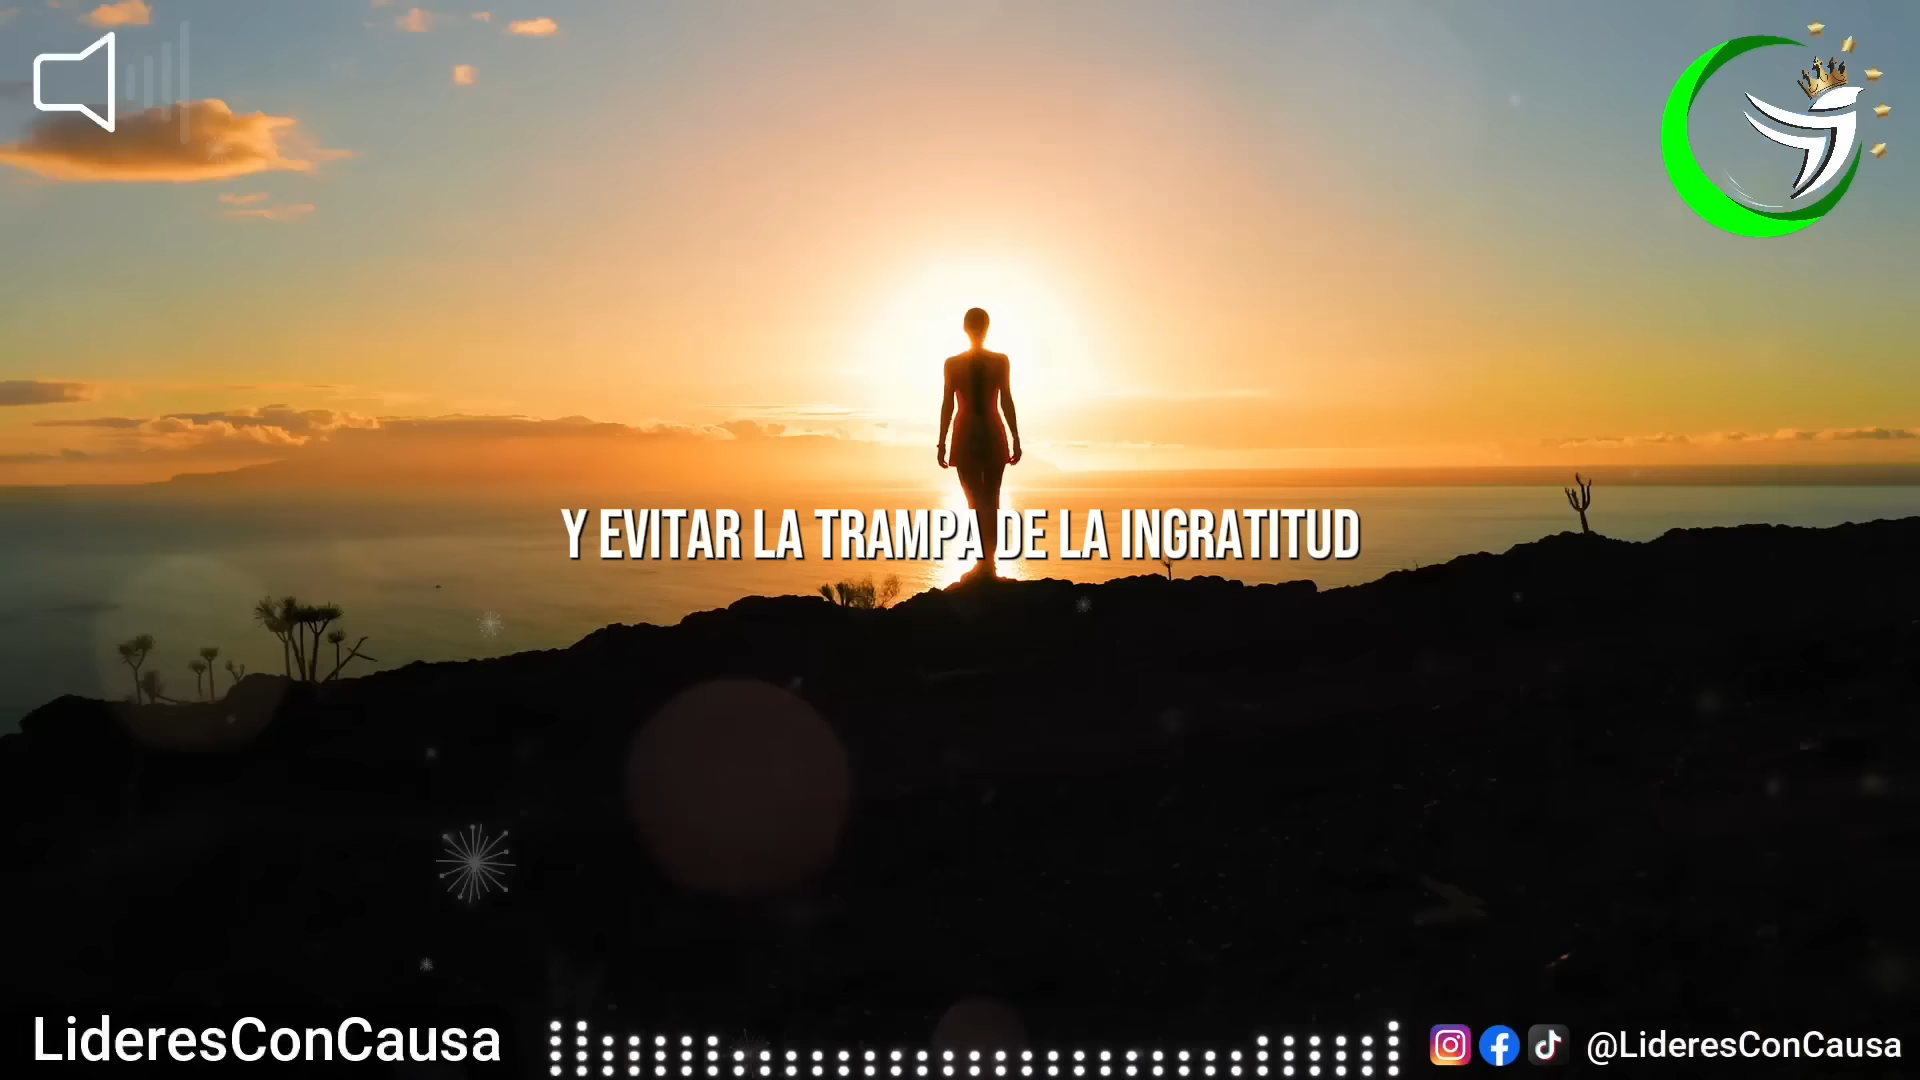 Y EVITAR LA TRAMPA DE LA INGRATITUD
LideresConCausa
@LideresConCausa